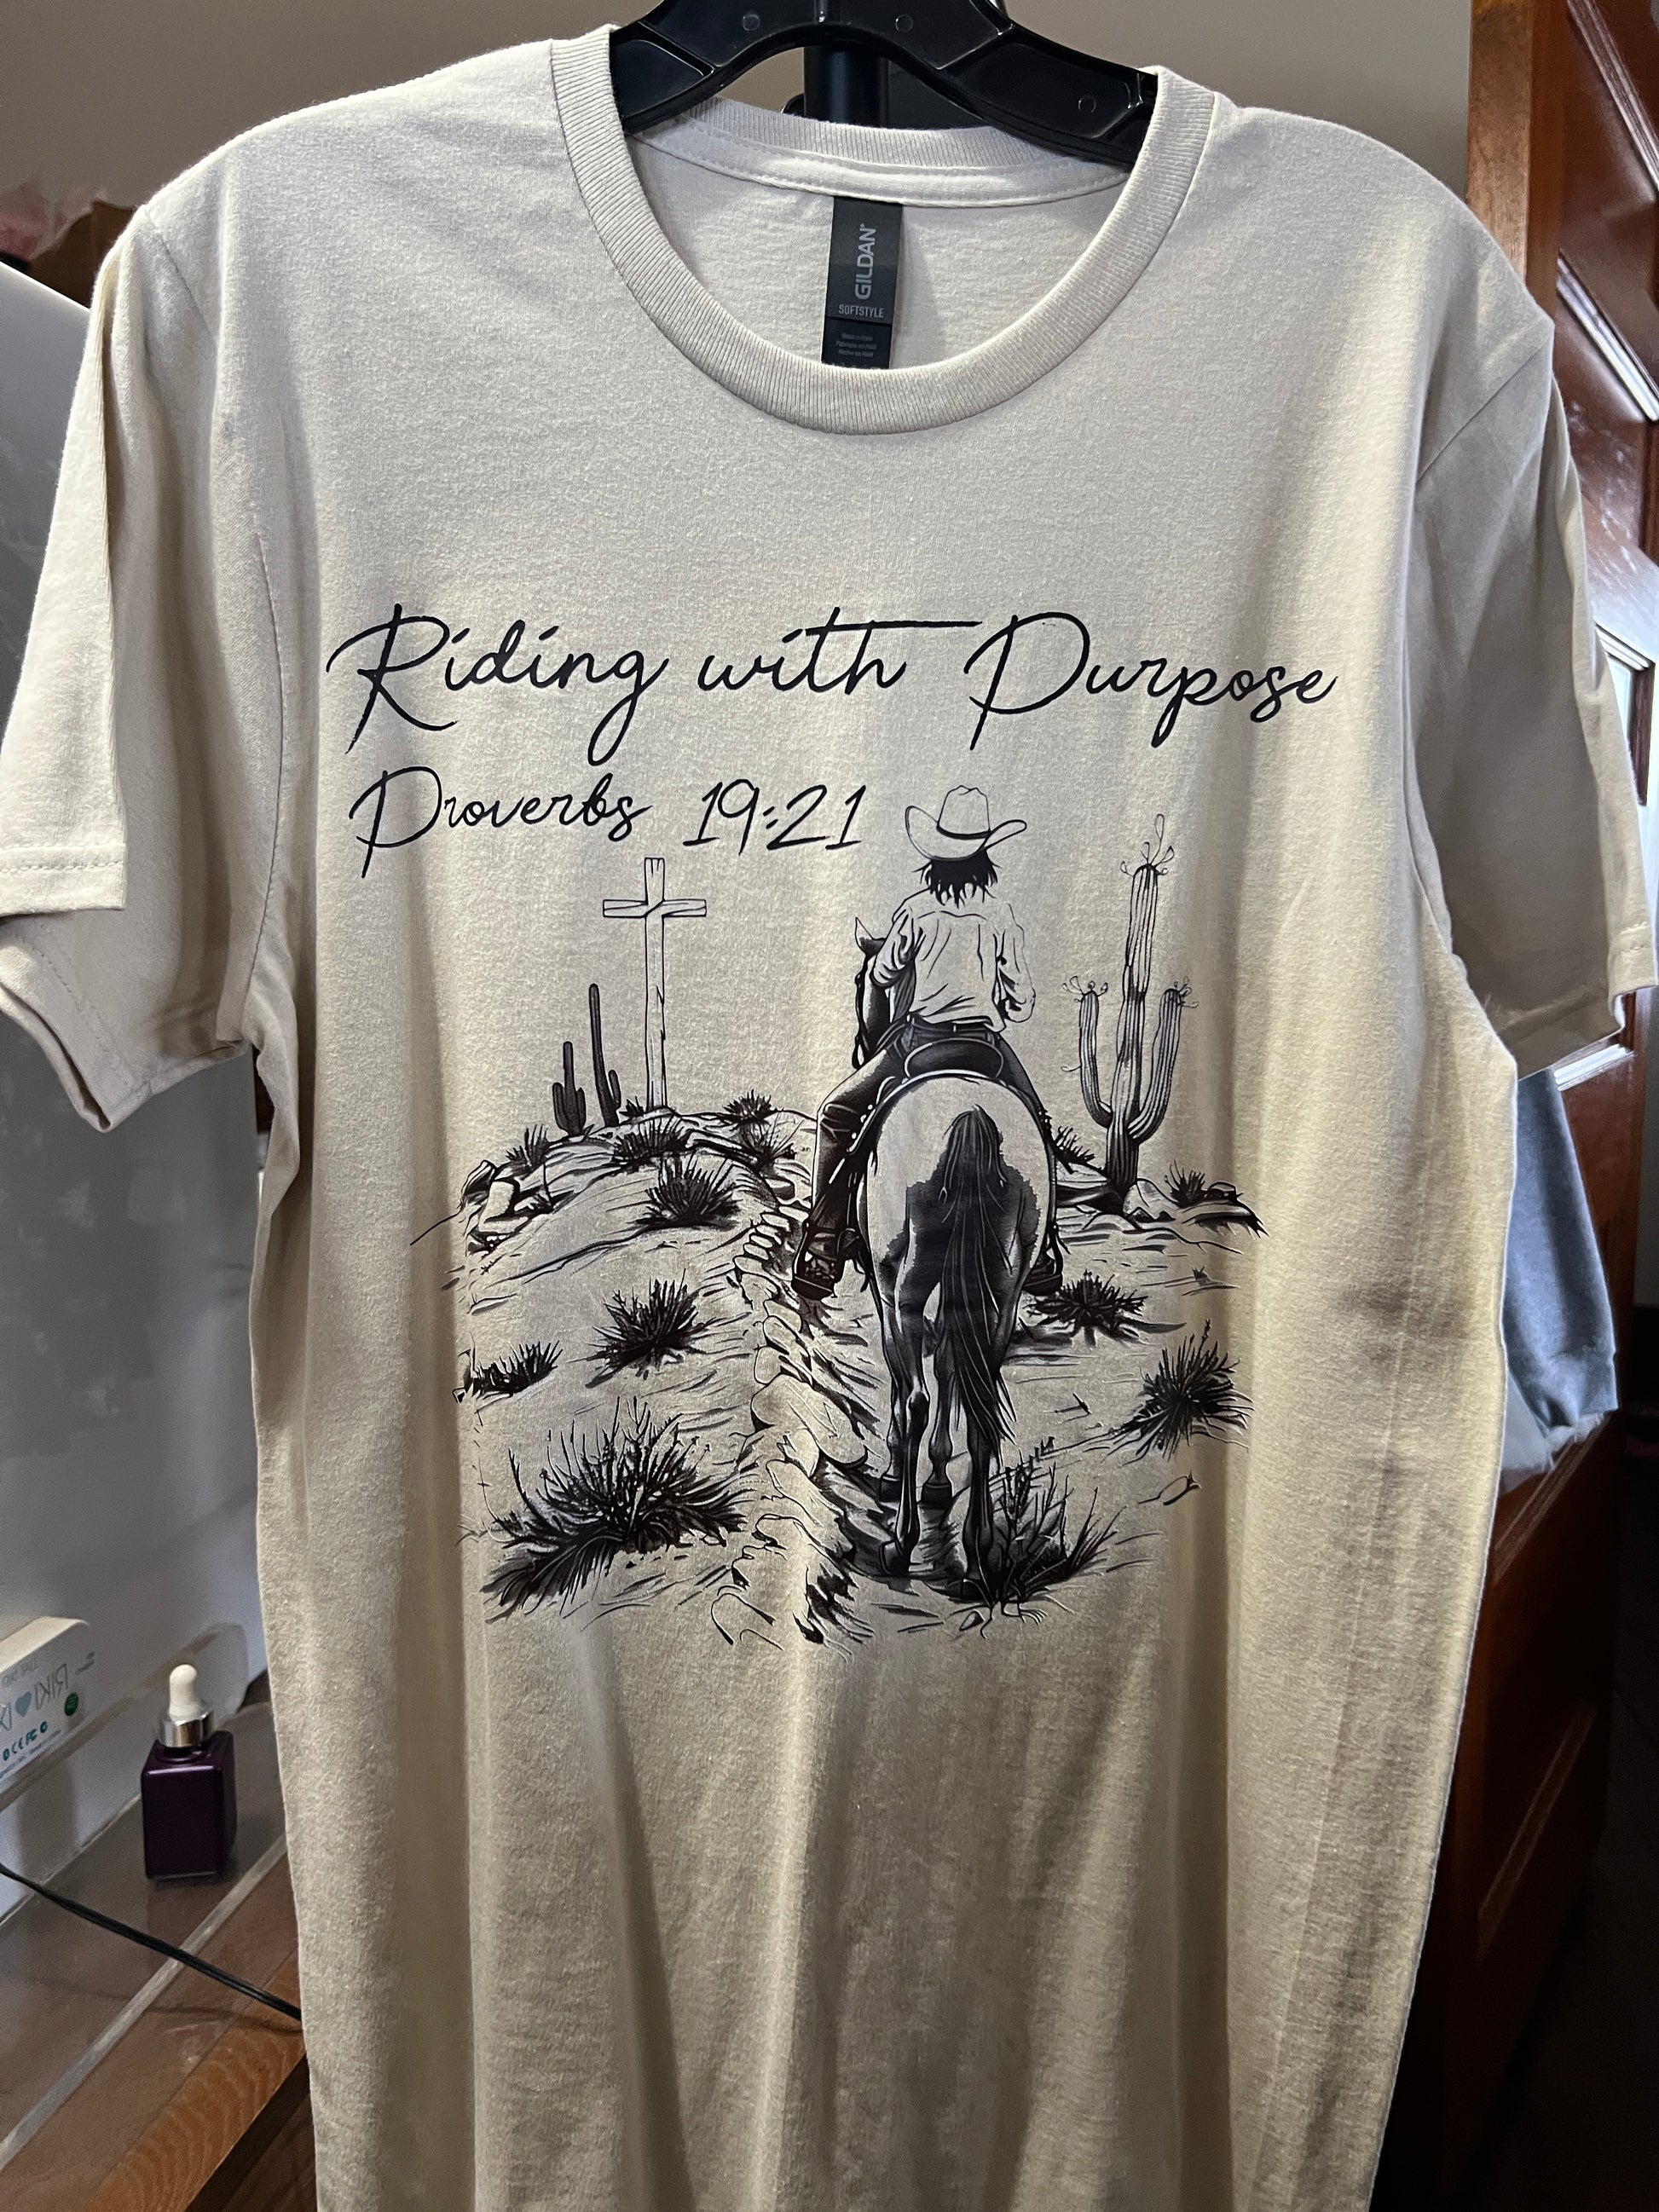 GILDAN
SOFTSTYLE
Riding with Purpose
Proverbs 19:21